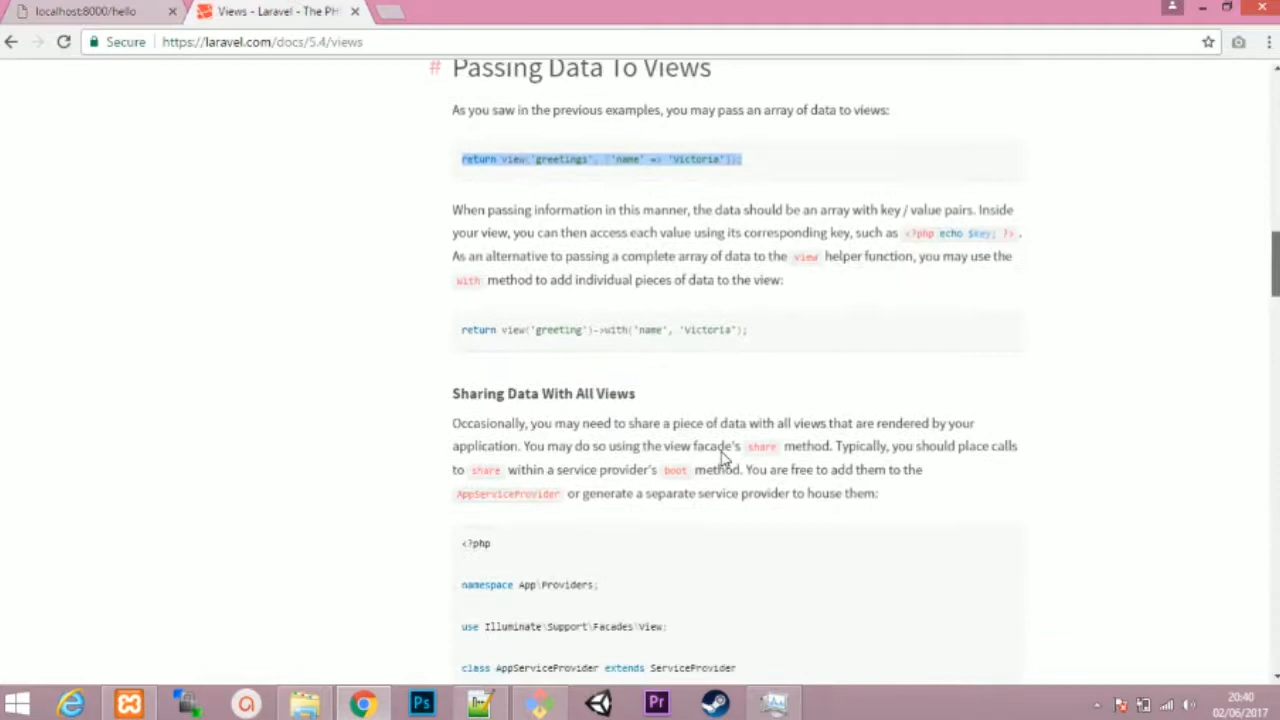 localhost:8000/hello
Views - Laravel - The PH
Secure
https://laravel.com/docs/5.4/views
# Passing Data To Views
As you saw in the previous examples, you may pass an array of data to views:
return view('greetings', ['name' => 'Victoria']);
When passing information in this manner, the data should be an array with key / value pairs. Inside
your view, you can then access each value using its corresponding key, such as <?php echo $key; ?> .
As an alternative to passing a complete array of data to the view helper function, you may use the
with method to add individual pieces of data to the view:
return view('greeting')->with('name', 'Victoria');
Sharing Data With All Views
Occasionally, you may need to share a piece of data with all views that are rendered by your
application. You may do so using the view facade's share method. Typically, you should place calls
to share within a service provider's boot method. You are free to add them to the
AppServiceProvider or generate a separate service provider to house them:
<?php
namespace App\Providers;
use Illuminate\Support\Facades\View;
class AppServiceProvider extends ServiceProvider
Ps
Pr
20:40
02/06/2017